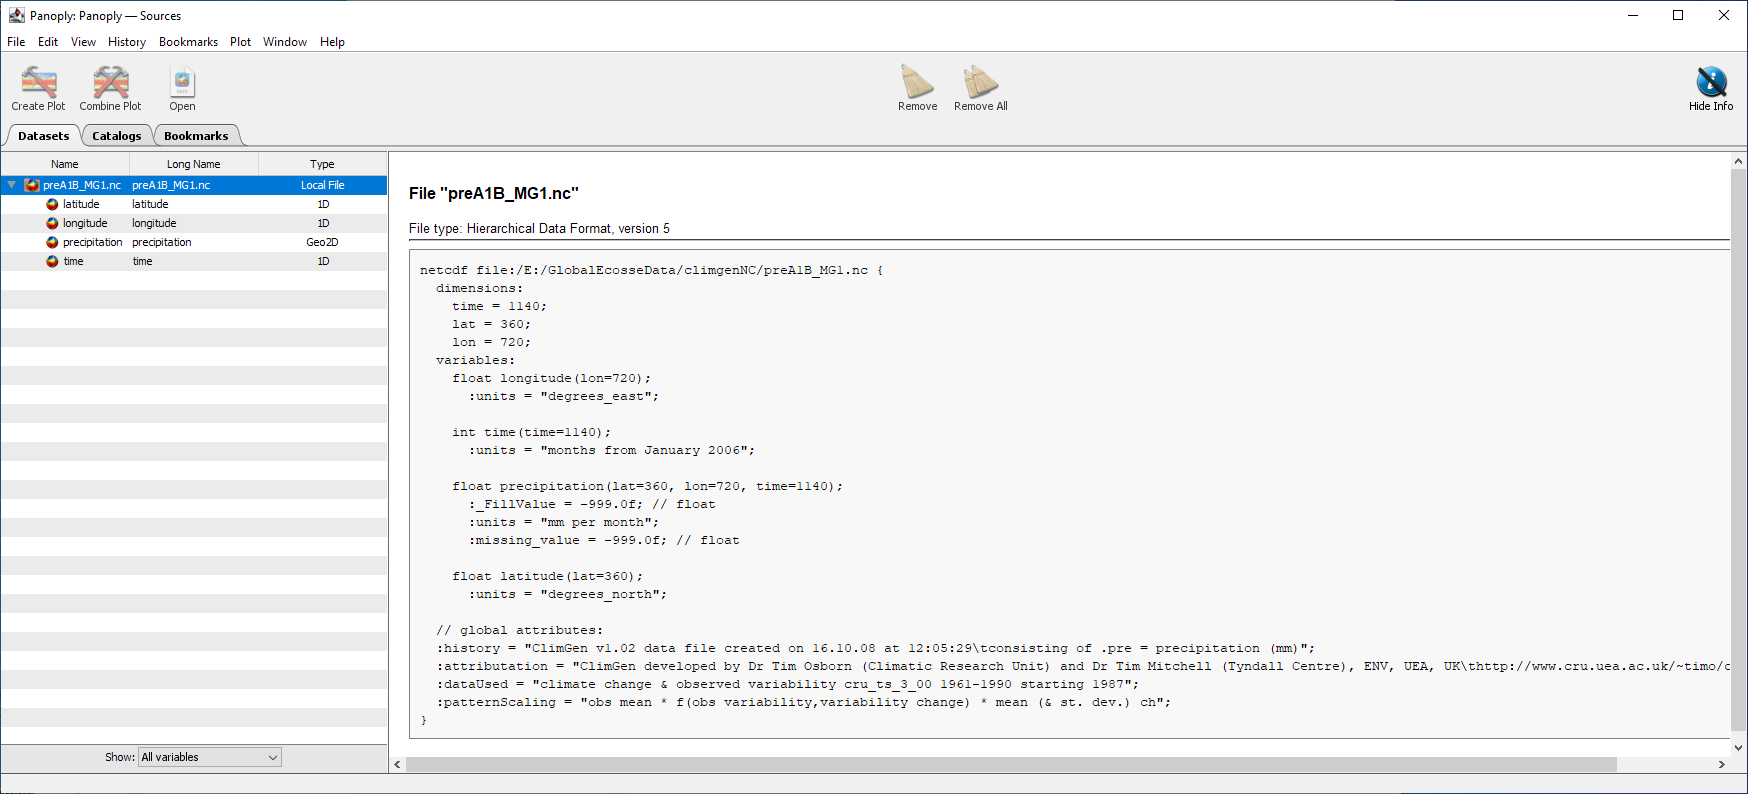 Panoply: Panoply — Sources
File Edit View History Bookmarks Plot Window Help
Create Plot Combine Plot Open Remove Remove All Hide Info
Datasets Catalogs Bookmarks
Name Long Name Type
preA1B_MG1.nc preA1B_MG1.nc Local File
latitude latitude 1D
longitude longitude 1D
precipitation precipitation Geo2D
time time 1D
Show: All variables
File "preA1B_MG1.nc"
File type: Hierarchical Data Format, version 5
netcdf file:/E:/GlobalEcosseData/climgenNC/preA1B_MG1.nc {
dimensions:
time = 1140;
lat = 360;
lon = 720;
variables:
float longitude(lon=720);
:units = "degrees_east";
int time(time=1140);
:units = "months from January 2006";
float precipitation(lat=360, lon=720, time=1140);
:_FillValue = -999.0f; // float
:units = "mm per month";
:missing_value = -999.0f; // float
float latitude(lat=360);
:units = "degrees_north";
// global attributes:
:history = "ClimGen v1.02 data file created on 16.10.08 at 12:05:29\tconsisting of .pre = precipitation (mm)";
:attributation = "ClimGen developed by Dr Tim Osborn (Climatic Research Unit) and Dr Tim Mitchell (Tyndall Centre), ENV, UEA, UK\thttp://www.cru.uea.ac.uk/~timo/c
:dataUsed = "climate change & observed variability cru_ts_3_00 1961-1990 starting 1987";
:patternScaling = "obs mean * f(obs variability,variability change) * mean (& st. dev.) ch";
}